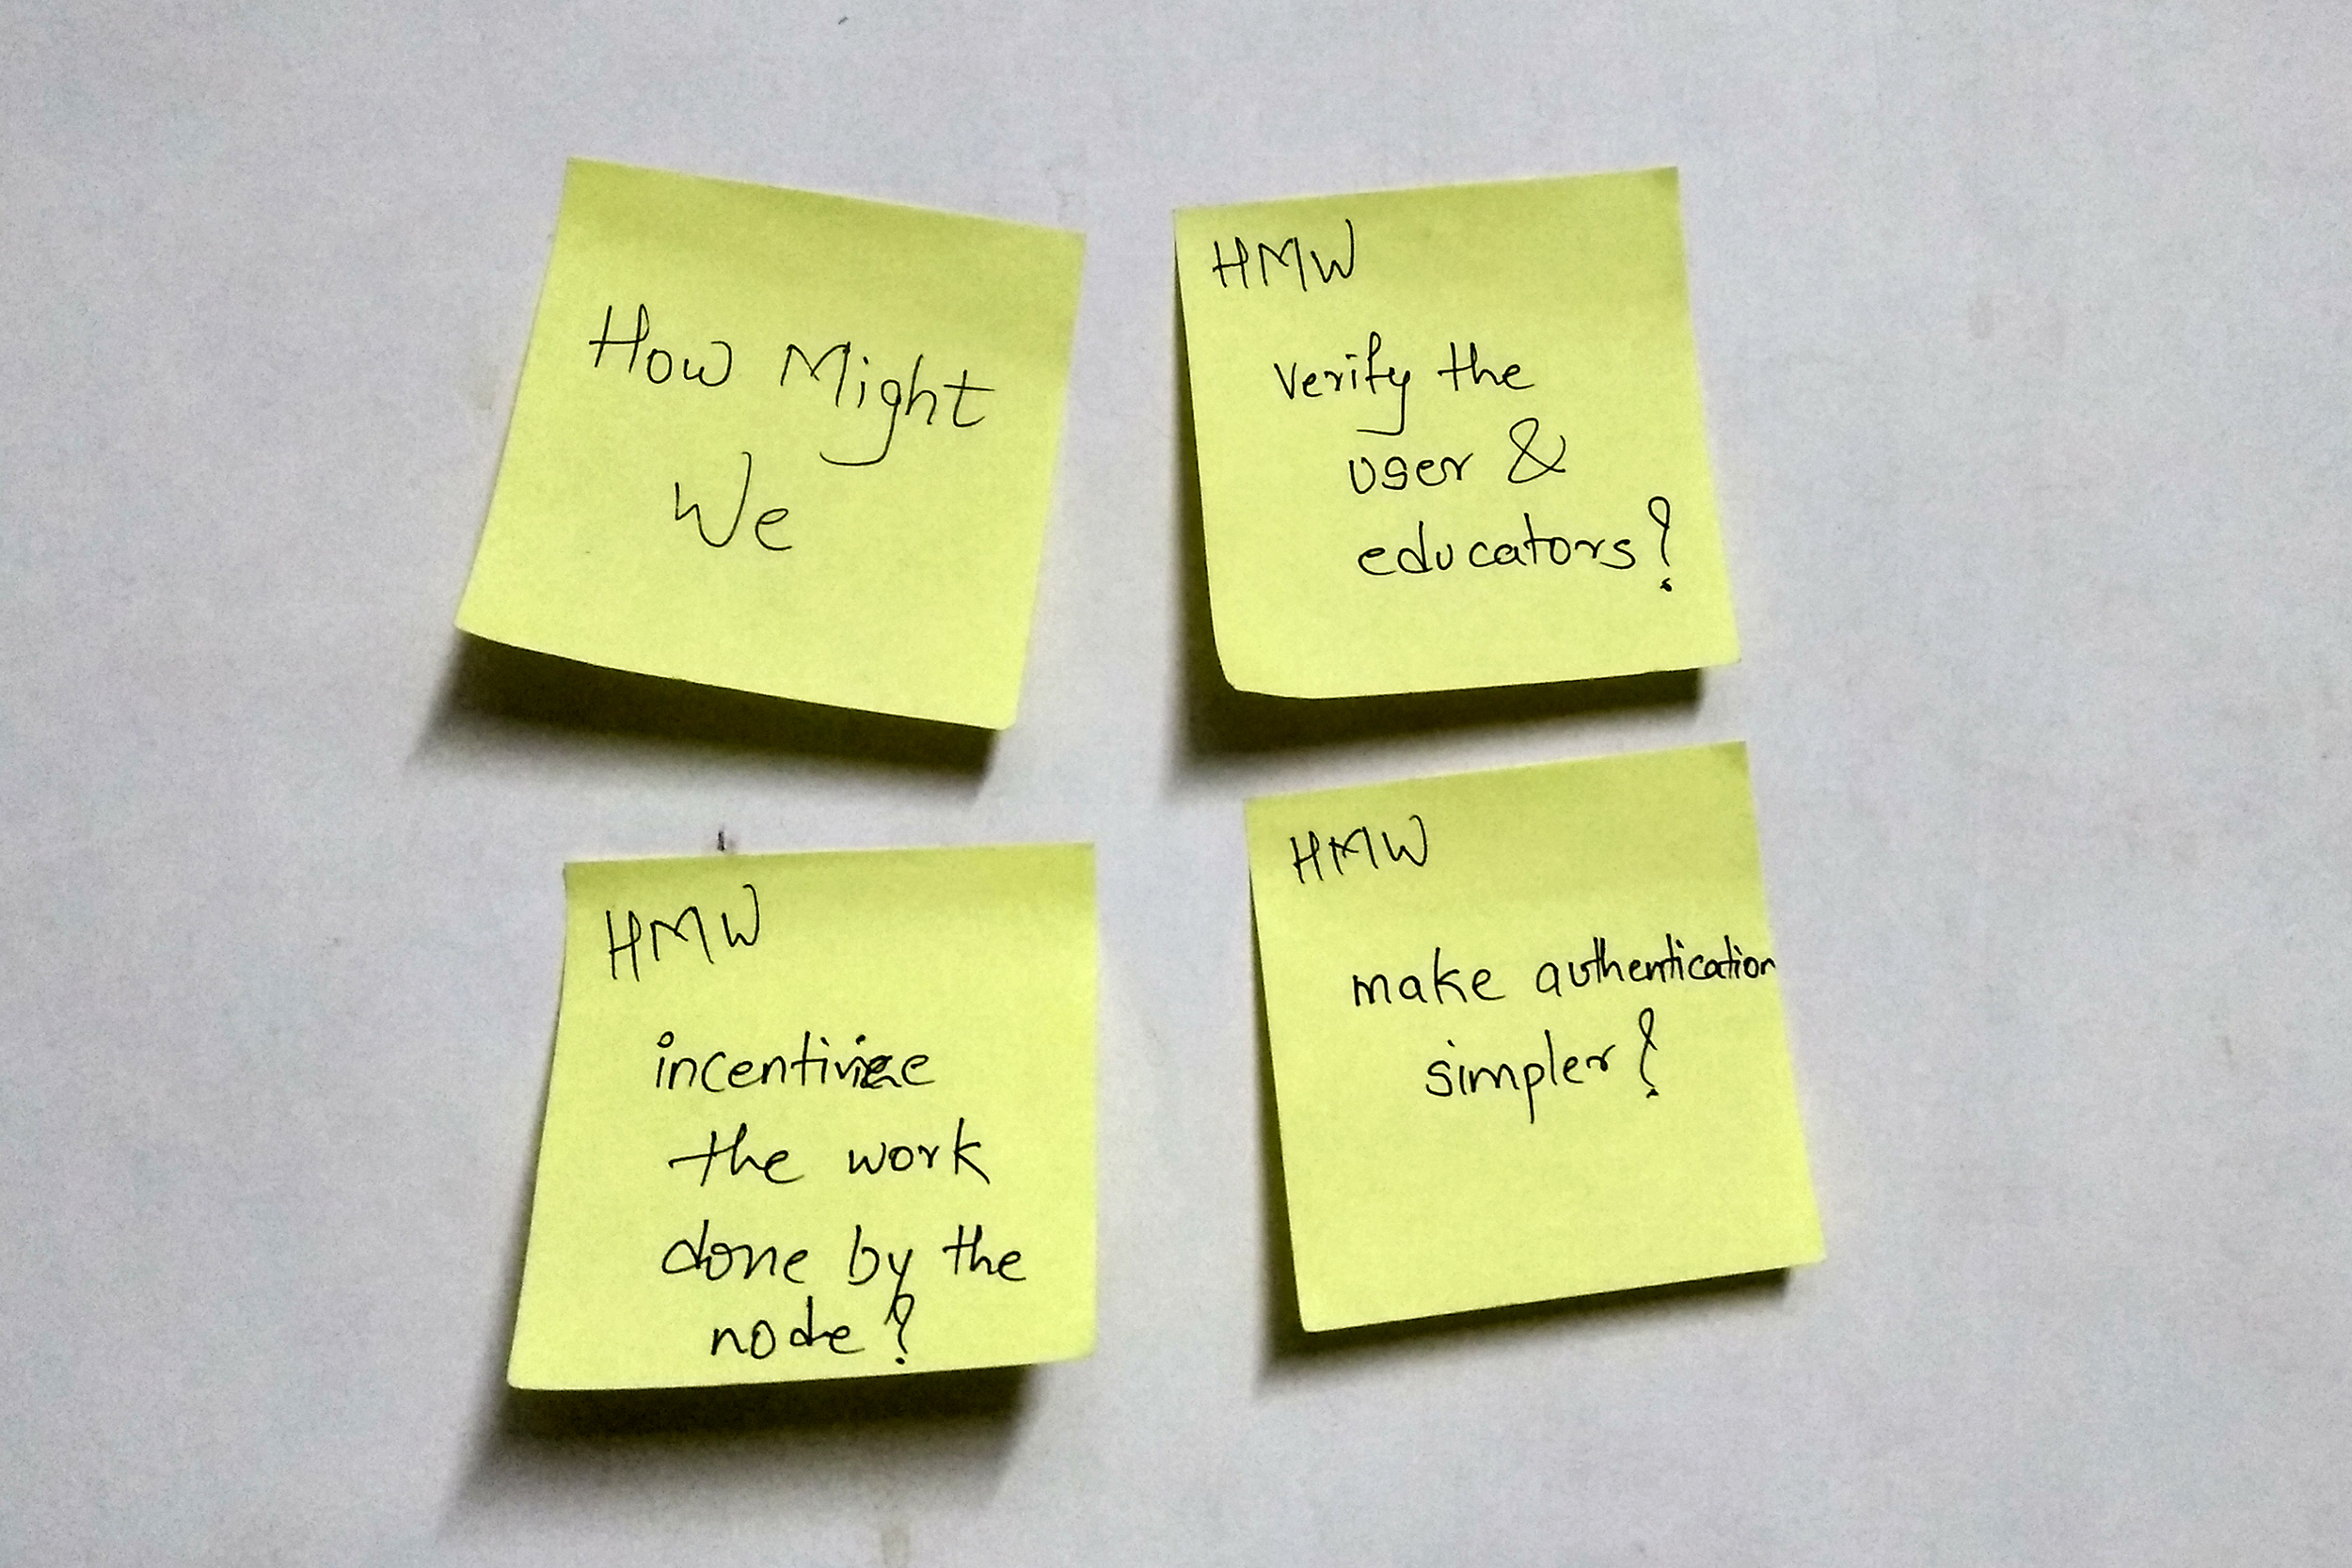 How Might
We
HMW
verify the
user &
educators?
HMW
incentivize
the work
done by the
node?
HMW
make authentication
simpler?